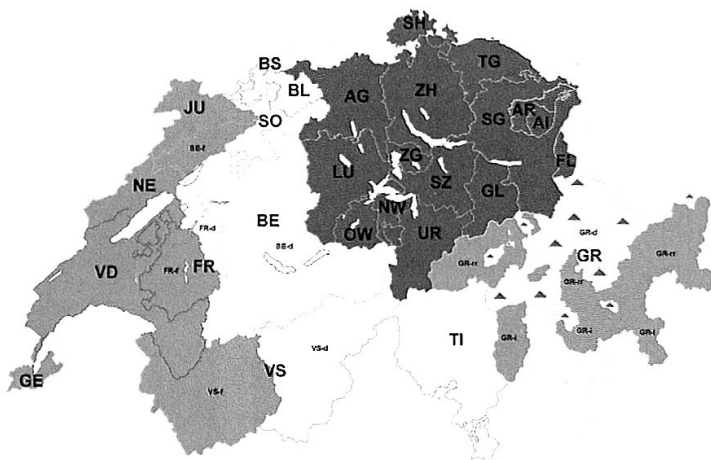 SH
BS
TG
BL
ZH
JU
AG
SG
AR
AI
SO
BE-f
ZG
FL
LU
SZ
NE
GL
NW
BE
FR-d
GR-d
UR
OW
BE-d
GR
GR-rr
VD
FR-f
FR
GR-rr
GR-rr
GR-i
GR-i
TI
GR-i
VS-d
VS
GE
VS-f